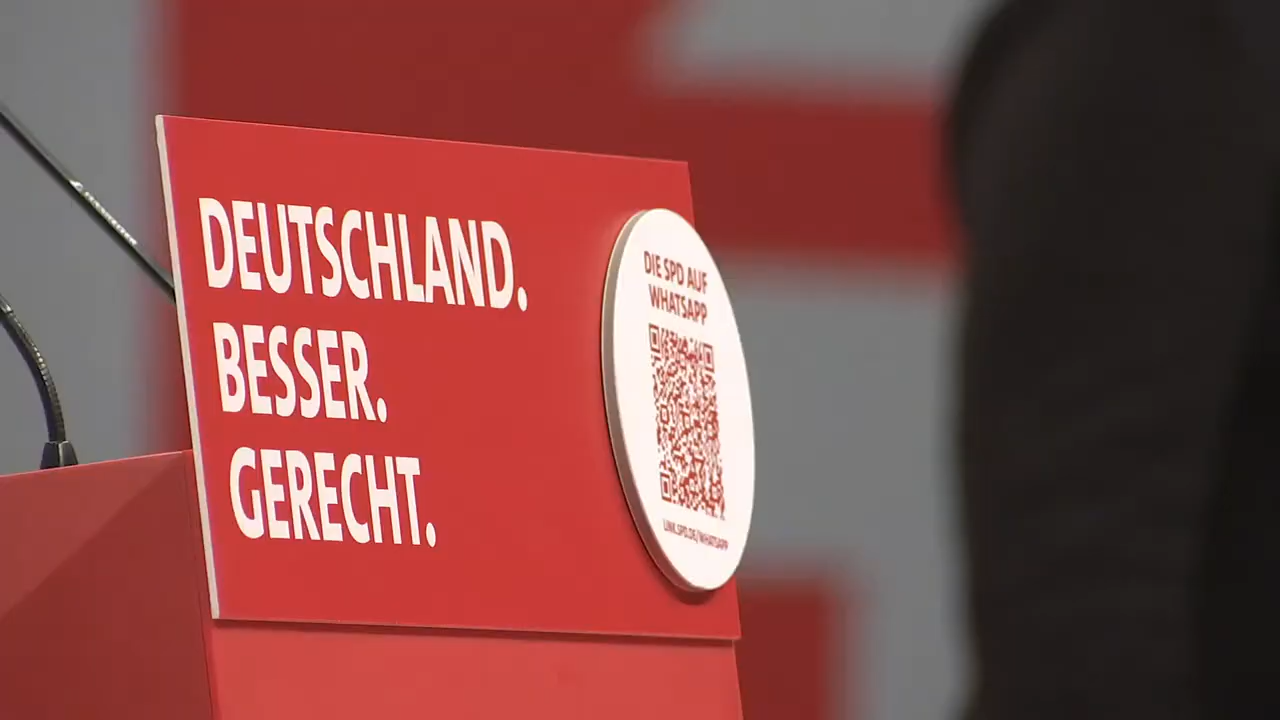 DEUTSCHLAND.
BESSER.
GERECHT.
DIE SPD AUF
WHATSAPP
LINK.SPD.DE/WHATSAPP